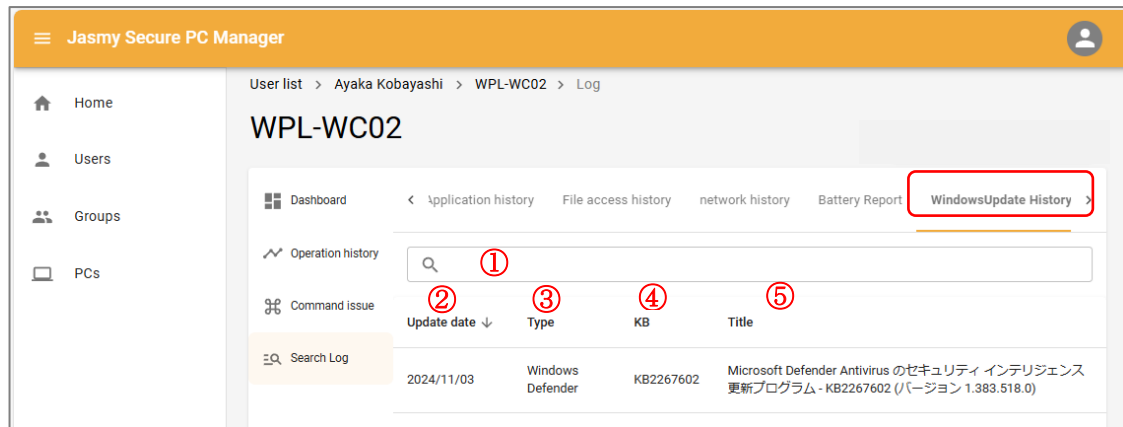 Jasmy Secure PC Manager
Home
Users
Groups
PCs
User list > Ayaka Kobayashi > WPL-WC02 > Log
WPL-WC02
Dashboard
Operation history
Command issue
Search Log
Application history File access history network history Battery Report WindowsUpdate History
①
② ③ ④ ⑤
Update date ↓ Type KB Title
2024/11/03 Windows Defender KB2267602 Microsoft Defender Antivirus のセキュリティ インテリジェンス
更新プログラム - KB2267602 (バージョン 1.383.518.0)